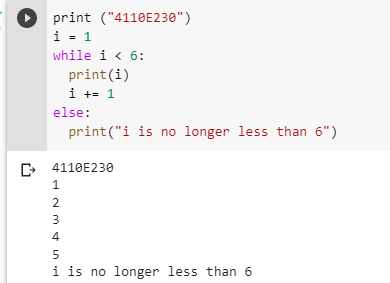 print ("4110E230")
i = 1
while i < 6:
  print(i)
  i += 1
else:
  print("i is no longer less than 6")
4110E230
1
2
3
4
5
i is no longer less than 6